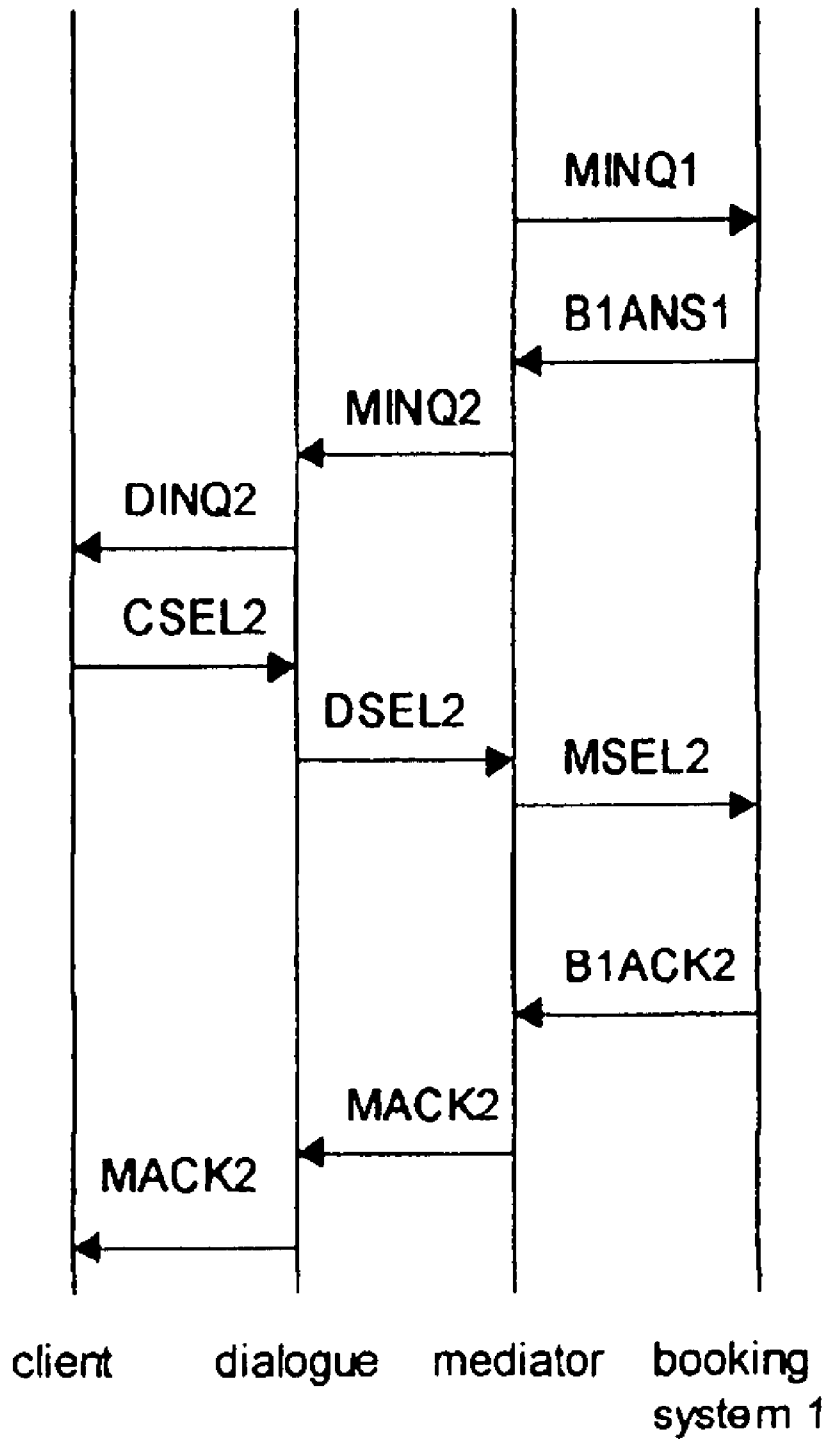 MINQ1
B1ANS1
MINQ2
DINQ2
CSEL2
DSEL2
MSEL2
B1ACK2
MACK2
MACK2
client
dialogue
mediator
booking
system 1